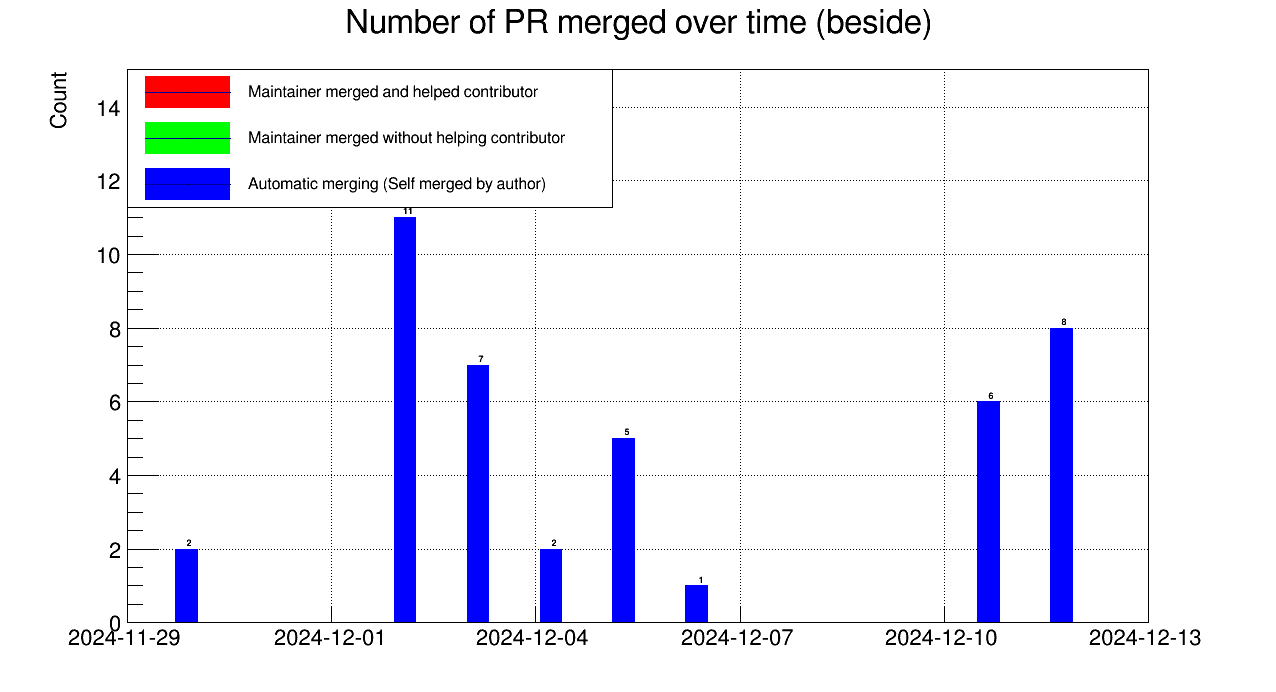 Number of PR merged over time (beside)
Count
Maintainer merged and helped contributor
Maintainer merged without helping contributor
Automatic merging (Self merged by author)
14
12
10
8
6
4
2
0
2
11
7
2
5
1
6
8
2024-11-29 2024-12-01 2024-12-04 2024-12-07 2024-12-10 2024-12-13